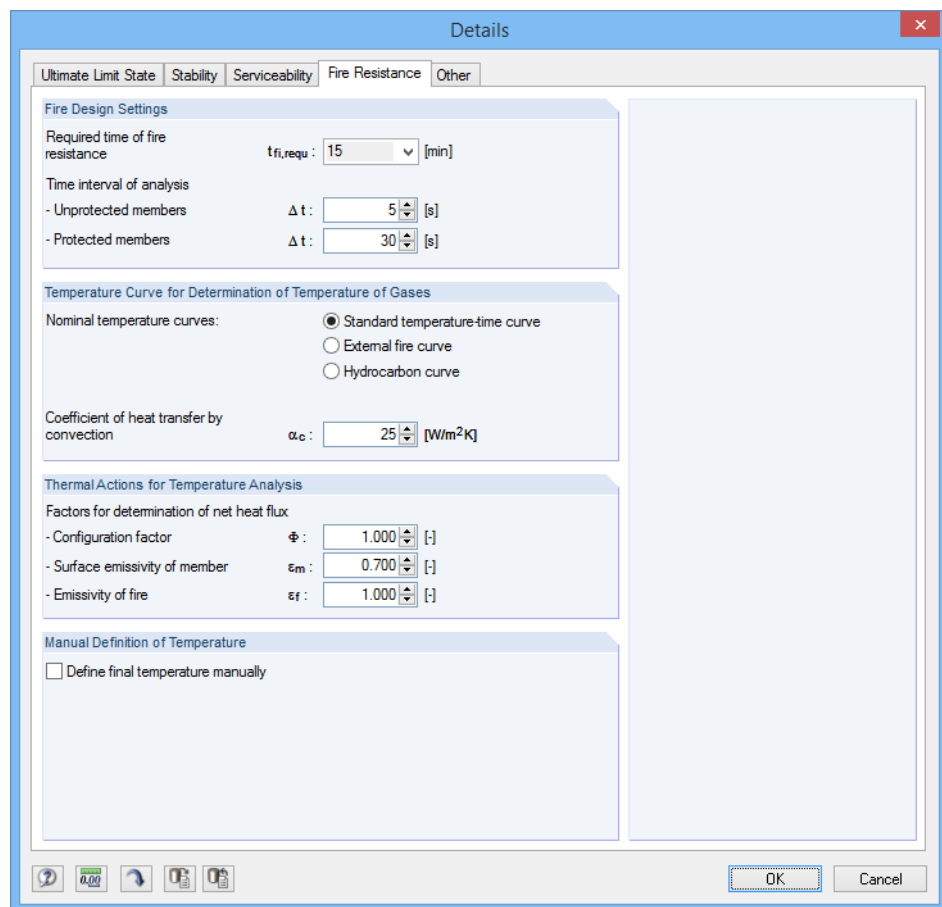 Details
Ultimate Limit State Stability Serviceability Fire Resistance Other
Fire Design Settings
Required time of fire
resistance tfi,requ : 15 [min]
Time interval of analysis
- Unprotected members Δ t : 5 [s]
- Protected members Δ t : 30 [s]
Temperature Curve for Determination of Temperature of Gases
Nominal temperature curves: Standard temperature-time curve
External fire curve
Hydrocarbon curve
Coefficient of heat transfer by
convection αc : 25 [W/m²K]
Thermal Actions for Temperature Analysis
Factors for determination of net heat flux
- Configuration factor Φ : 1.000 [-]
- Surface emissivity of member εm : 0.700 [-]
- Emissivity of fire εf : 1.000 [-]
Manual Definition of Temperature
Define final temperature manually
0.00 OK Cancel